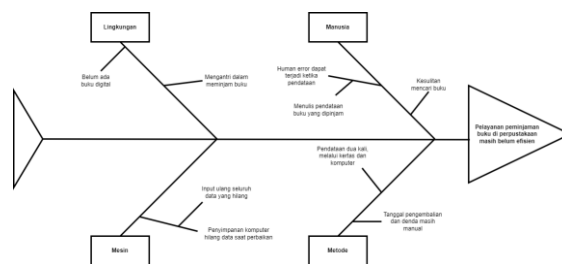 Lingkungan
Manusia
Belum ada
buku digital
Mengantri dalam
meminjam buku
Human error dapat
terjadi ketika
pendataan
Menulis pendataan
buku yang dipinjam
Kesulitan
mencari buku
Pelayanan peminjaman
buku di perpustakaan
masih belum efisien
Pendataan dua kali,
melalui kertas dan
komputer
Input ulang seluruh
data yang hilang
Penyimpanan komputer
hilang data saat perbaikan
Tanggal pengembalian
dan denda masih
manual
Mesin
Metode